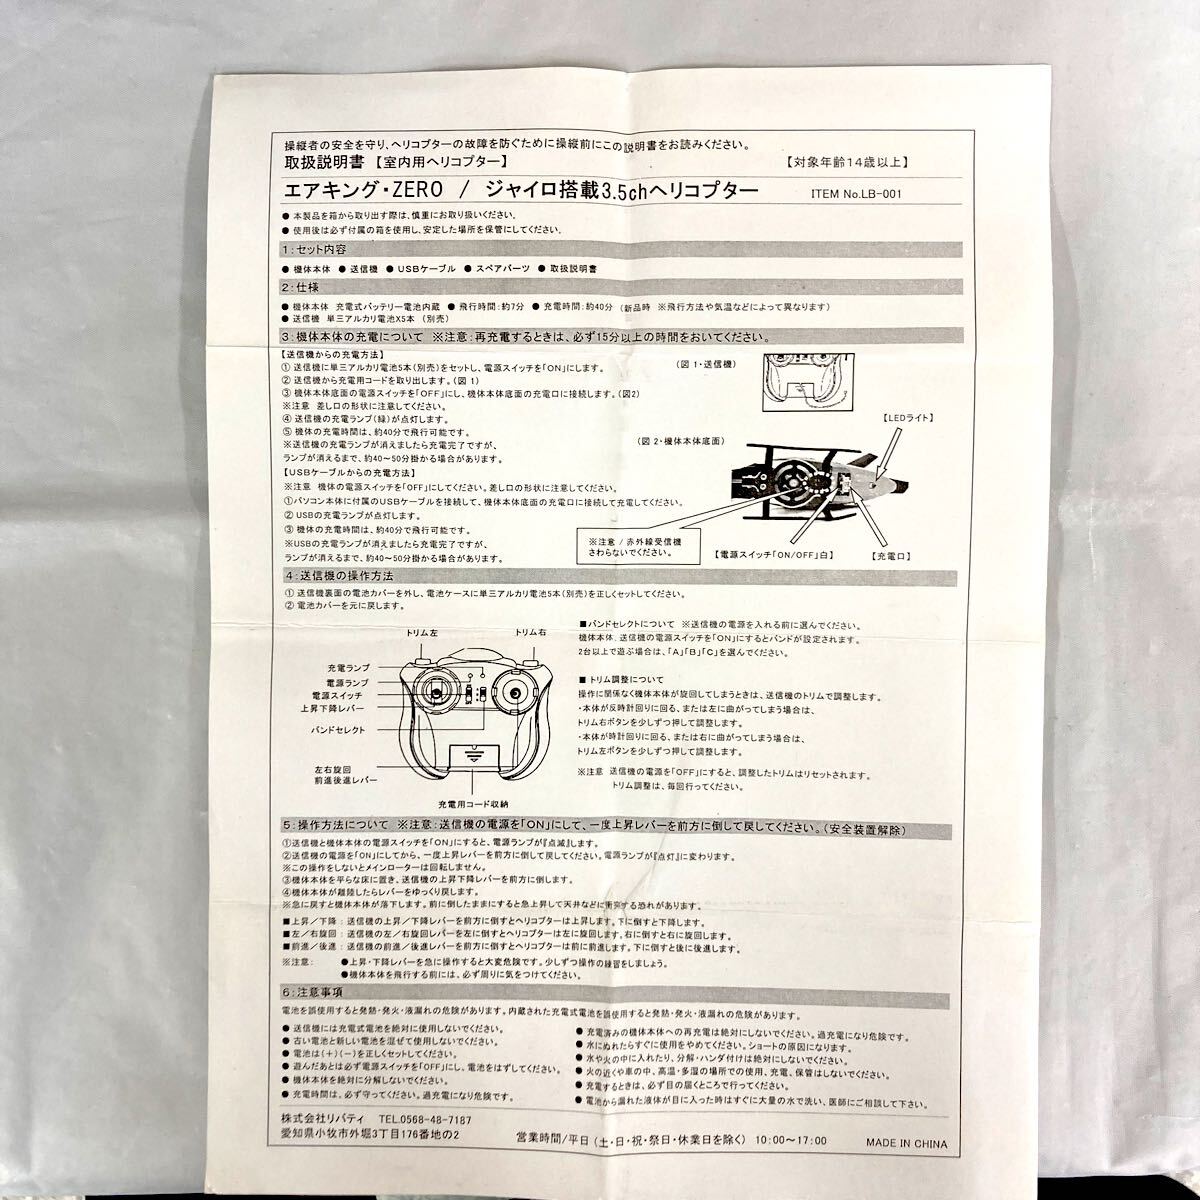 操縦者の安全を守り、ヘリコプターの故障を防ぐために操縦前にこの説明書をお読みください。
取扱説明書【室内用ヘリコプター】 【対象年齢14歳以上】
エアキング・ZERO / ジャイロ搭載3.5chヘリコプター ITEM No.LB-001
● 本製品を箱から取り出す際は、慎重にお取り扱いください。
● 使用後は必ず付属の箱を使用し、安定した場所を保管にしてください。
1:セット内容
● 機体本体 ● 送信機 ● USBケーブル ● スペアパーツ ● 取扱説明書
2:仕様
● 機体本体 充電式バッテリー電池内蔵 ● 飛行時間:約7分 ● 充電時間:約40分 (新品時 ※飛行方法や気温などによって異なります)
● 送信機 単三アルカリ電池X5本 (別売)
3:機体本体の充電について ※注意:再充電するときは、必ず15分以上の時間をおいてください。
【送信機からの充電方法】
① 送信機に単三アルカリ電池5本(別売)をセットし、電源スイッチを「ON」にします。
② 送信機から充電用コードを取り出します。(図 1)
③ 機体本体底面の電源スイッチを「OFF」にし、機体本体底面の充電口に接続します。(図2)
※注意 差し口の形状に注意してください。
④ 送信機の充電ランプ(緑)が点灯します。
⑤ 機体の充電時間は、約40分で飛行可能です。
※送信機の充電ランプが消えましたら充電完了ですが、
ランプが消えるまで、約40～50分掛かる場合があります。
【USBケーブルからの充電方法】
※注意 機体の電源スイッチを「OFF」にしてください。差し口の形状に注意してください。
①パソコン本体に付属のUSBケーブルを接続して、機体本体底面の充電口に接続して充電してください。
② USBの充電ランプが点灯します。
③ 機体の充電時間は、約40分で飛行可能です。
※USBの充電ランプが消えましたら充電完了ですが、
ランプが消えるまで、約40～50分掛かる場合があります。
(図 1・送信機)
(図 2・機体本体底面)
【LEDライト】
※注意 / 赤外線受信機
さわらないでください。
【電源スイッチ「ON/OFF」白】
【充電口】
4:送信機の操作方法
① 送信機裏面の電池カバーを外し、電池ケースに単三アルカリ電池5本(別売)を正しくセットしてください。
② 電池カバーを元に戻します。
トリム左
トリム右
充電ランプ
電源ランプ
電源スイッチ
上昇下降レバー
バンドセレクト
左右旋回
前進後進レバー
充電用コード収納
■バンドセレクトについて ※送信機の電源を入れる前に選んでください。
機体本体、送信機の電源スイッチを「ON」にするとバンドが設定されます。
2台以上で遊ぶ場合は、「A」「B」「C」を選んでください。
■ トリム調整について
操作に関係なく機体本体が旋回してしまうときは、送信機のトリムで調整します。
・本体が反時計回りに回る、または左に曲がってしまう場合は、
トリム右ボタンを少しずつ押して調整します。
・本体が時計回りに回る、または右に曲がってしまう場合は、
トリム左ボタンを少しずつ押して調整します。
※注意 送信機の電源を「OFF」にすると、調整したトリムはリセットされます。
トリム調整は、毎回行ってください。
5:操作方法について ※注意:送信機の電源を「ON」にして、一度上昇レバーを前方に倒して戻してください。(安全装置解除)
①送信機と機体本体の電源スイッチを「ON」にすると、電源ランプが『点滅』します。
②送信機の電源を「ON」にしてから、一度上昇レバーを前方に倒して戻してください。電源ランプが『点灯』に変わります。
※この操作をしないとメインローターは回転しません。
③機体本体を平らな床に置き、送信機の上昇下降レバーを前方に倒します。
④機体本体が離陸したらレバーをゆっくり戻します。
※急に戻すと機体本体が落下します。前に倒したままにすると急上昇して天井などに衝突する恐れがあります。
■上昇/下降 : 送信機の上昇/下降レバーを前方に倒すとヘリコプターは上昇します。下に倒すと下降します。
■左/右旋回 : 送信機の左/右旋回レバーを左に倒すとヘリコプターは左に旋回します。右に倒すと右に旋回します。
■前進/後進 : 送信機の前進/後進レバーを前方に倒すとヘリコプターは前に前進します。下に倒すと後に後進します。
※注意: ●上昇・下降レバーを急に操作すると大変危険です。少しずつ操作の練習をしましょう。
●機体本体を飛行する前には、必ず周りに気をつけてください。
6:注意事項
電池を誤使用すると発熱・発火・液漏れの危険があります。内蔵された充電式電池を誤使用すると発熱・発火・液漏れの危険があります。
● 送信機には充電式電池を絶対に使用しないでください。
● 古い電池と新しい電池を混ぜて使用しないでください。
● 電池は(+)(-)を正しくセットしてください。
● 遊んだあとは必ず電源スイッチを「OFF」にし、電池をはずしてください。
● 機体本体を絶対に分解しないでください。
● 充電時間は、必ず守ってください。過充電になり危険です。
● 充電済みの機体本体への再充電は絶対にしないでください。過充電になり危険です。
● 水にぬれたらすぐに使用をやめてください。ショートの原因になります。
● 水や火の中に入れたり、分解・ハンダ付けは絶対にしないでください。
● 火の近くや車の中、高温・多湿の場所での使用、充電、保管はしないでください。
● 充電するときは、必ず目の届くところで行ってください。
● 電池から漏れた液体が目に入った時はすぐに大量の水で洗い、医師にご相談して下さい。
株式会社リバティ TEL.0568-48-7187
愛知県小牧市外堀3丁目176番地の2 営業時間/平日 (土・日・祝・祭日・休業日を除く) 10:00～17:00 MADE IN CHINA